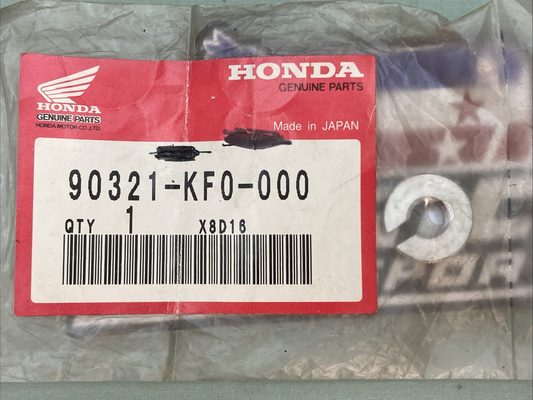 HONDA
GENUINE PARTS
HONDA
GENUINE PARTS
HONDA MOTOR CO.,LTD.
Made in JAPAN
90321-KF0-000
QTY 1 X8D16